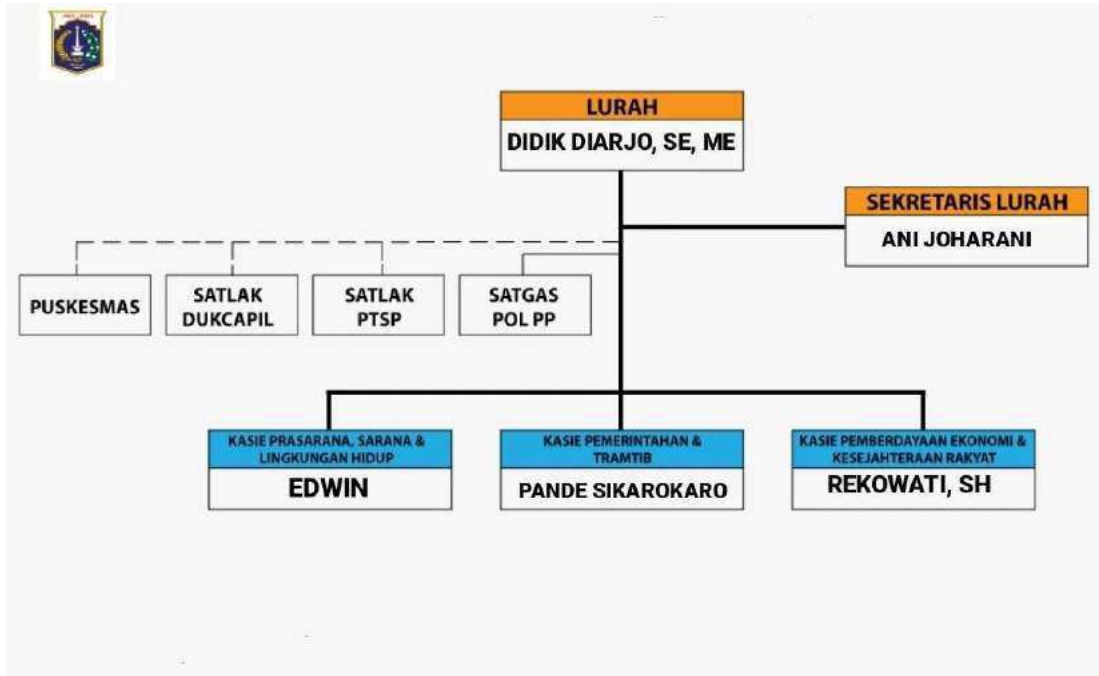 LURAH
DIDIK DIARJO, SE, ME
SEKRETARIS LURAH
ANI JOHARANI
PUSKESMAS
SATLAK
DUKCAPIL
SATLAK
PTSP
SATGAS
POL PP
KASIE PRASARANA, SARANA &
LINGKUNGAN HIDUP
EDWIN
KASIE PEMERINTAHAN &
TRAMTIB
PANDE SIKAROKARO
KASIE PEMBERDAYAAN EKONOMI &
KESEJAHTERAAN RAKYAT
REKOWATI, SH